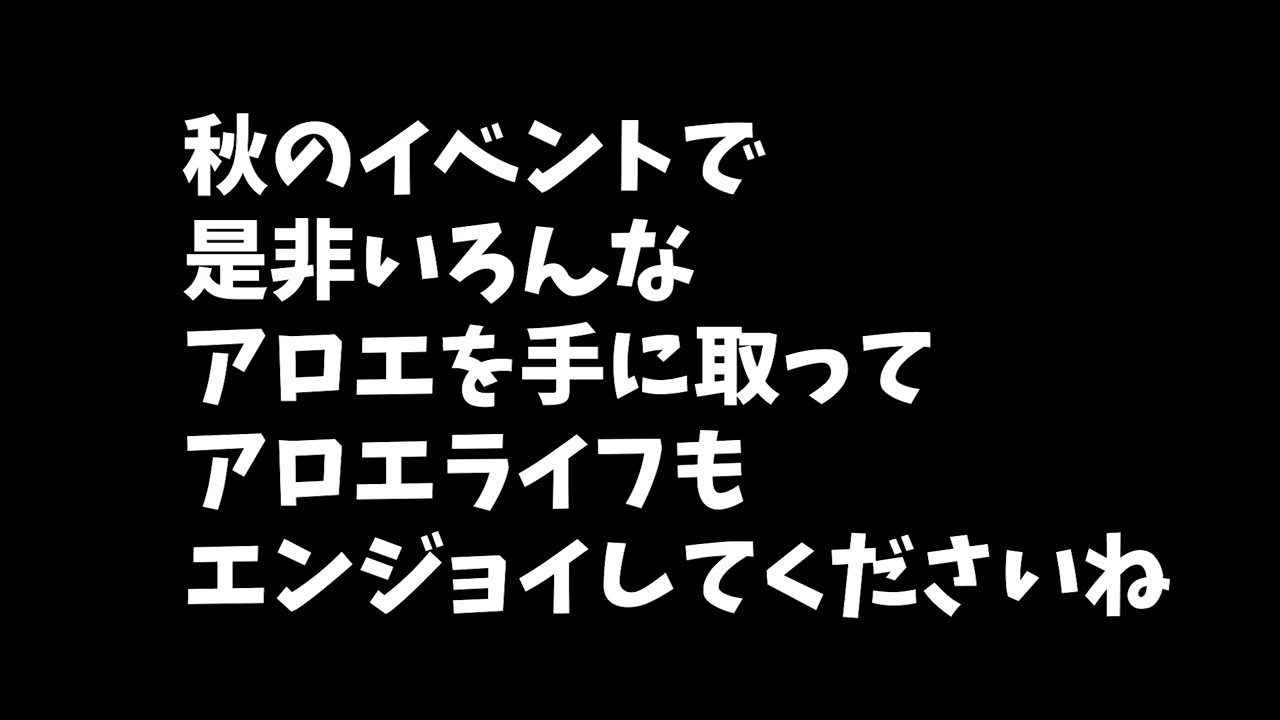 秋のイベントで
是非いろんな
アロエを手に取って
アロエライフも
エンジョイしてくださいね